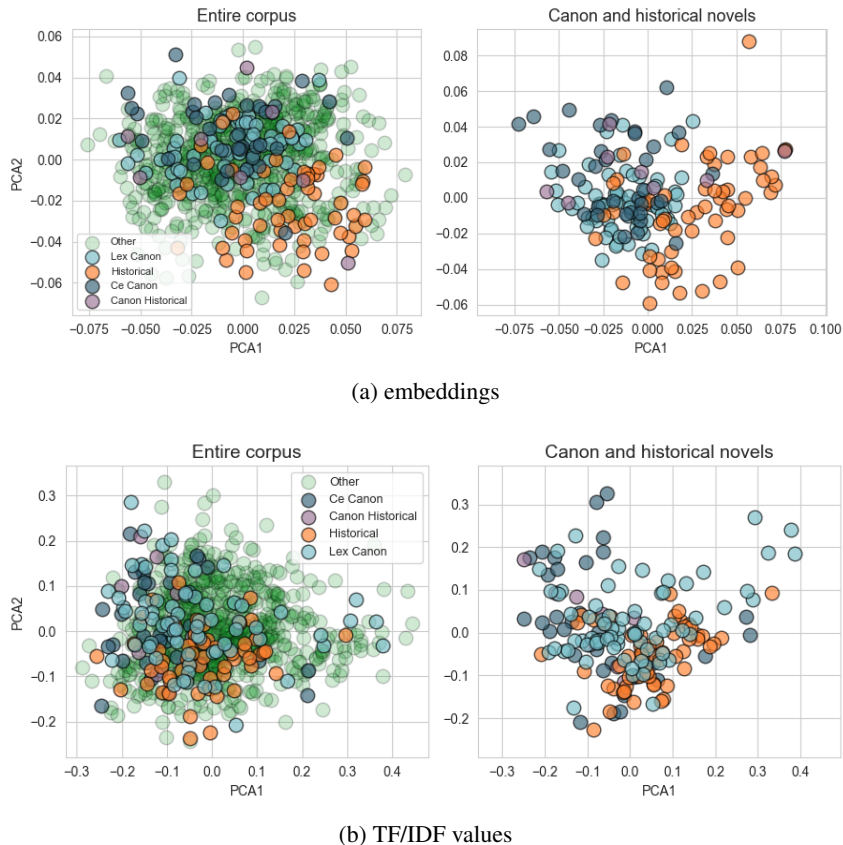 Entire corpus
Canon and historical novels
0.06
0.04
0.02
0.00
−0.02
−0.04
−0.06
PCA2
Other
Lex Canon
Historical
Ce Canon
Canon Historical
−0.075 −0.050 −0.025 0.000 0.025 0.050 0.075
PCA1
0.08
0.06
0.04
0.02
0.00
−0.02
−0.04
−0.06
−0.075 −0.050 −0.025 0.000 0.025 0.050 0.075 0.100
PCA1
(a) embeddings
Entire corpus
Canon and historical novels
0.3
0.2
0.1
0.0
−0.1
−0.2
PCA2
Other
Ce Canon
Canon Historical
Historical
Lex Canon
−0.3 −0.2 −0.1 0.0 0.1 0.2 0.3 0.4
PCA1
0.3
0.2
0.1
0.0
−0.1
−0.2
−0.3 −0.2 −0.1 0.0 0.1 0.2 0.3 0.4
PCA1
(b) TF/IDF values